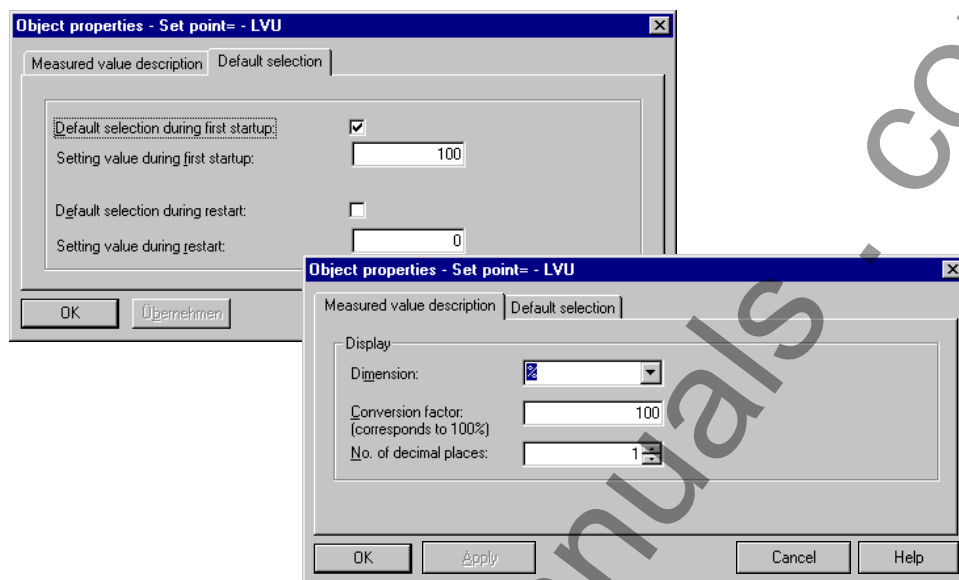 Object properties - Set point= - LVU
Measured value description
Default selection
Default selection during first startup:
Setting value during first startup:
100
Default selection during restart:
Setting value during restart:
0
OK
Übernehmen
Object properties - Set point= - LVU
Measured value description
Default selection
Display
Dimension:
%
Conversion factor:
(corresponds to 100%)
100
No. of decimal places:
1
OK
Apply
Cancel
Help
nuals . co